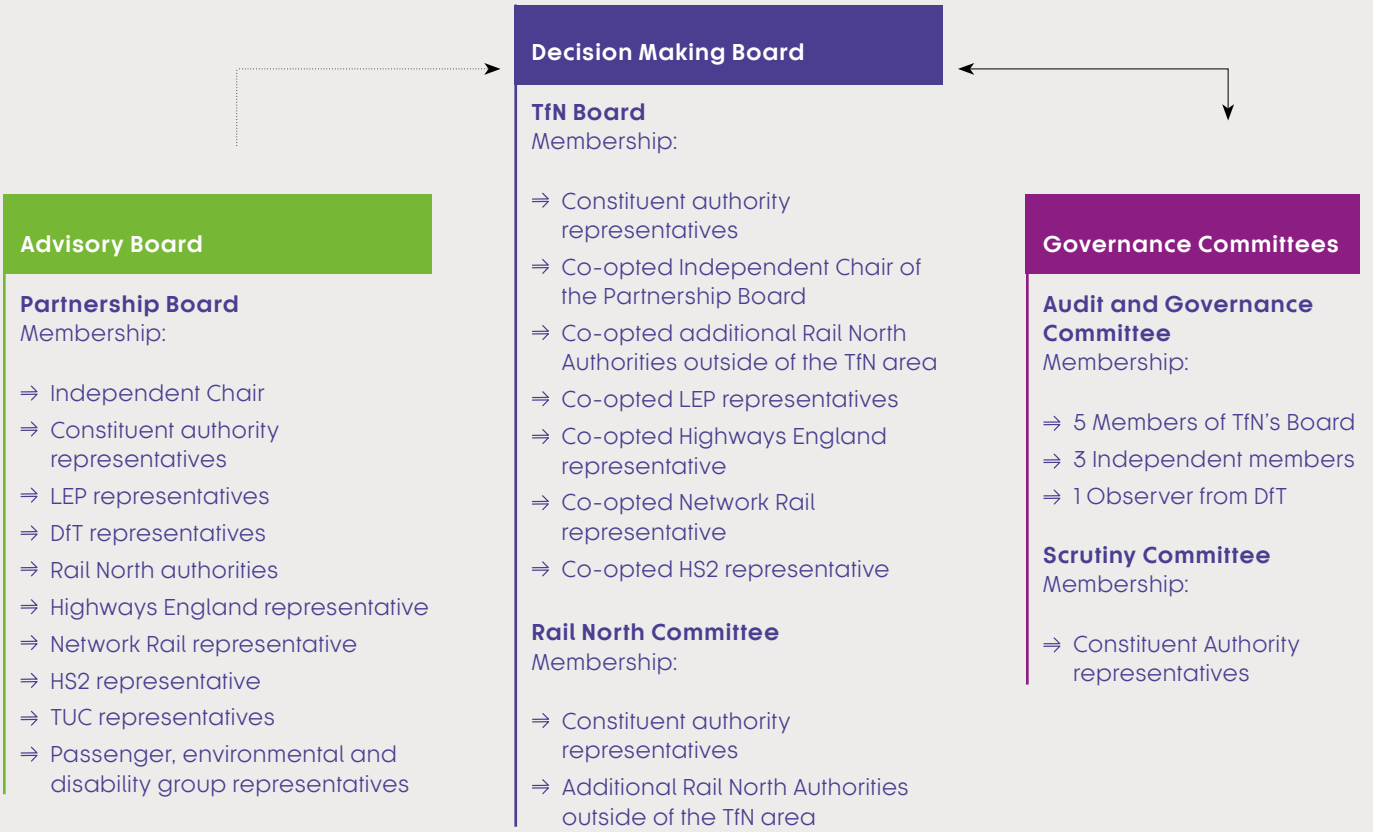 Decision Making Board
TfN Board
Membership:
⇒ Constituent authority
representatives
⇒ Co-opted Independent Chair of
the Partnership Board
⇒ Co-opted additional Rail North
Authorities outside of the TfN area
⇒ Co-opted LEP representatives
⇒ Co-opted Highways England
representative
⇒ Co-opted Network Rail
representative
⇒ Co-opted HS2 representative
Rail North Committee
Membership:
⇒ Constituent authority
representatives
⇒ Additional Rail North Authorities
outside of the TfN area
Advisory Board
Partnership Board
Membership:
⇒ Independent Chair
⇒ Constituent authority
representatives
⇒ LEP representatives
⇒ DfT representatives
⇒ Rail North authorities
⇒ Highways England representative
⇒ Network Rail representative
⇒ HS2 representative
⇒ TUC representatives
⇒ Passenger, environmental and
disability group representatives
Governance Committees
Audit and Governance
Committee
Membership:
⇒ 5 Members of TfN's Board
⇒ 3 Independent members
⇒ 1 Observer from DfT
Scrutiny Committee
Membership:
⇒ Constituent Authority
representatives